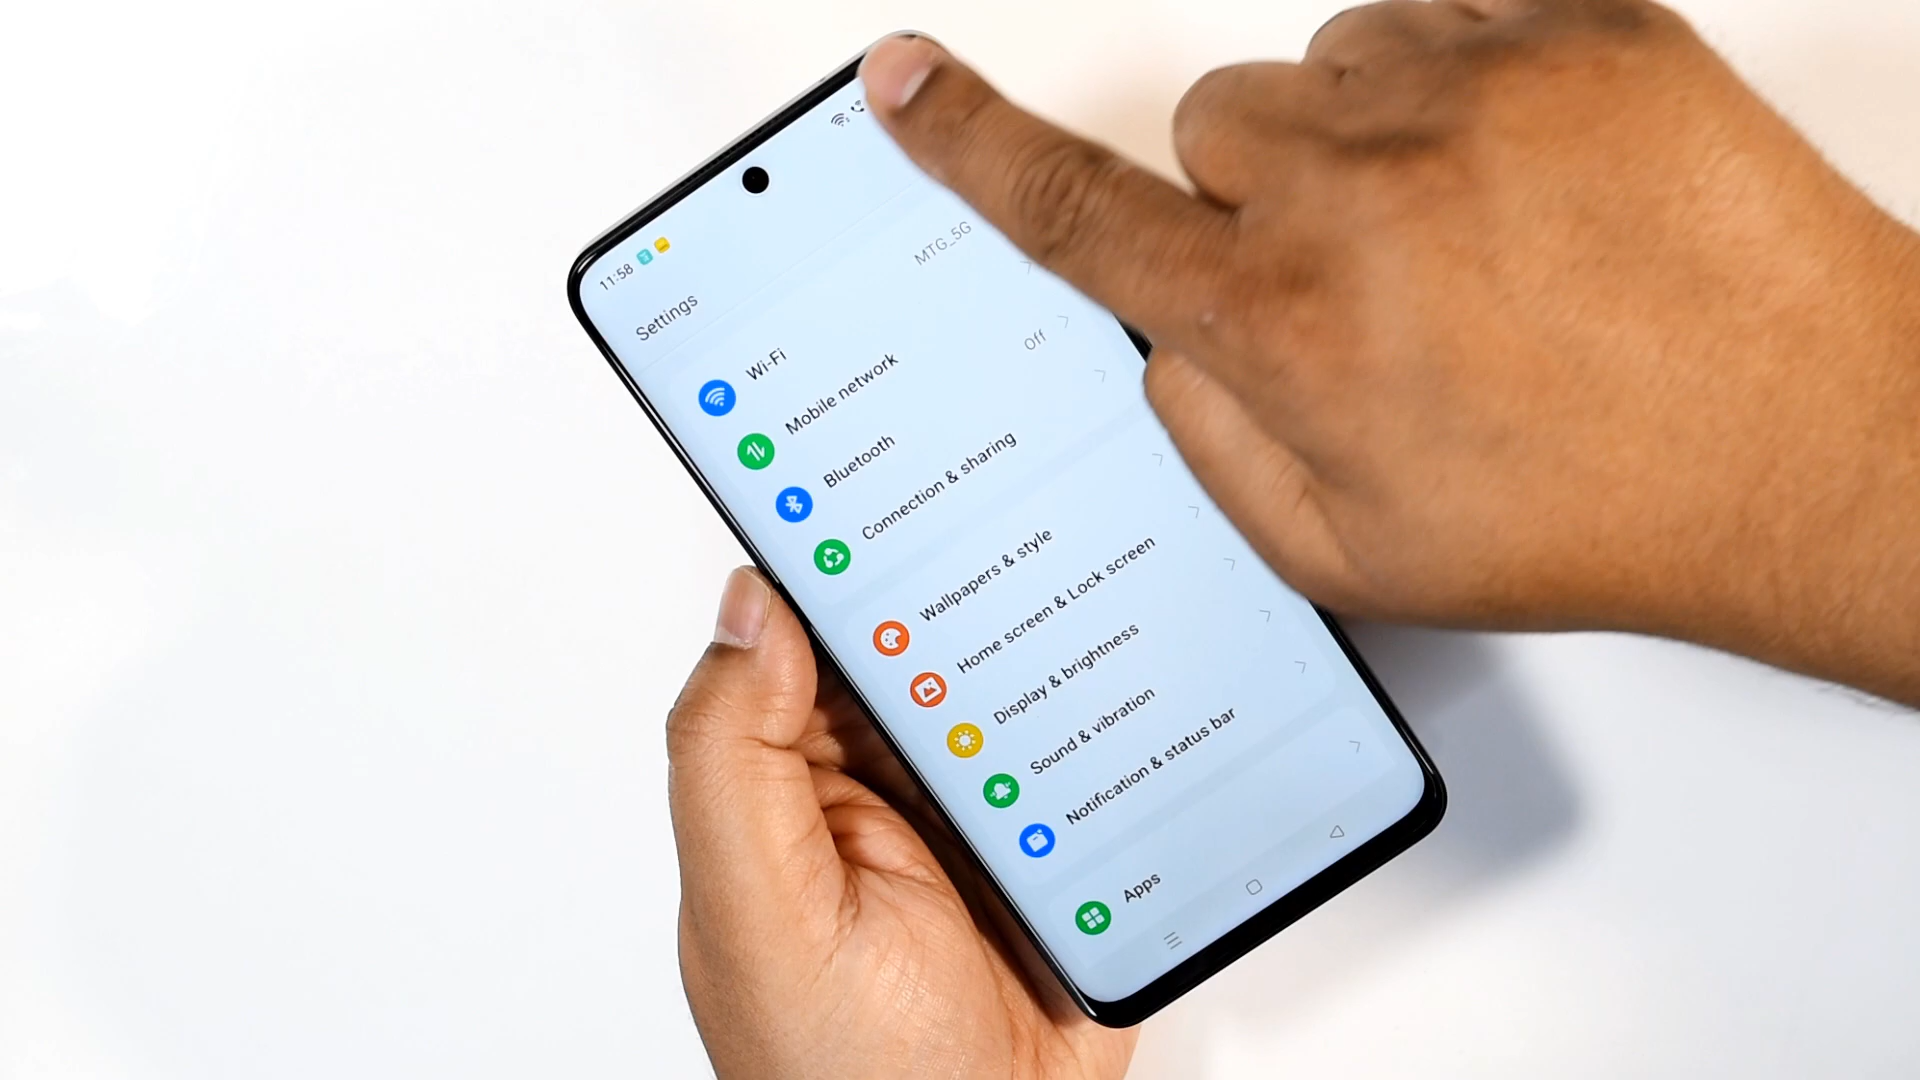 11:58
Settings
Wi-Fi MTG_5G
Mobile network
Bluetooth Off
Connection & sharing
Wallpapers & style
Home screen & Lock screen
Display & brightness
Sound & vibration
Notification & status bar
Apps